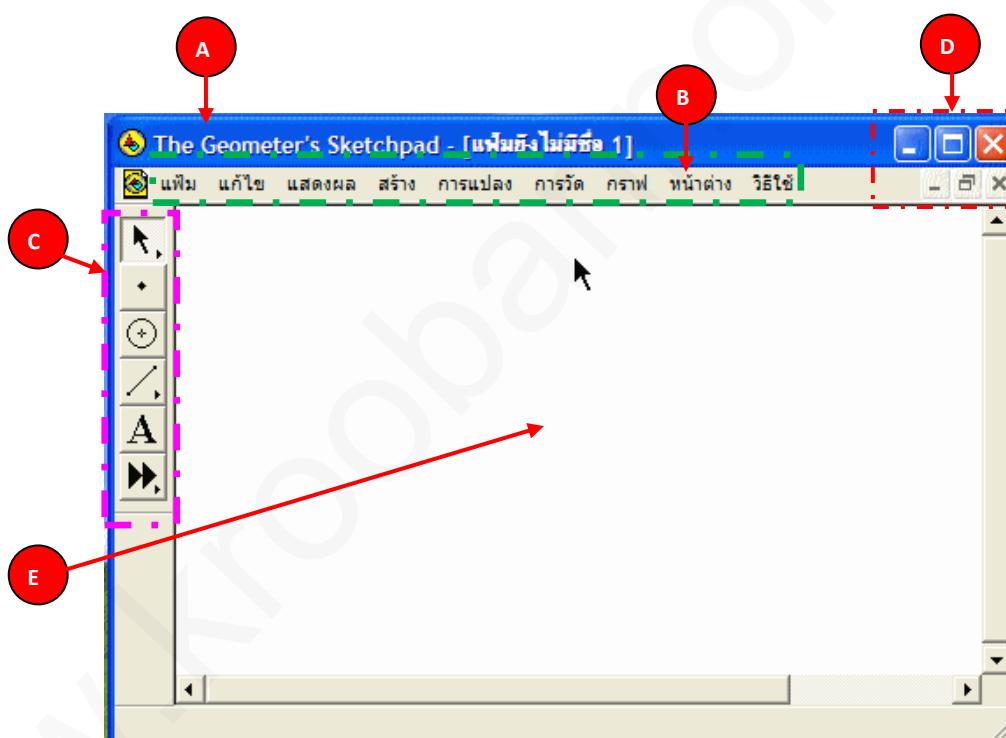 A
D
B
The Geometer's Sketchpad - [แฟ้มยังไม่มีชื่อ 1]
แฟ้ม แก้ไข แสดงผล สร้าง การแปลง การวัด กราฟ หน้าต่าง วิธีใช้
C
A
E